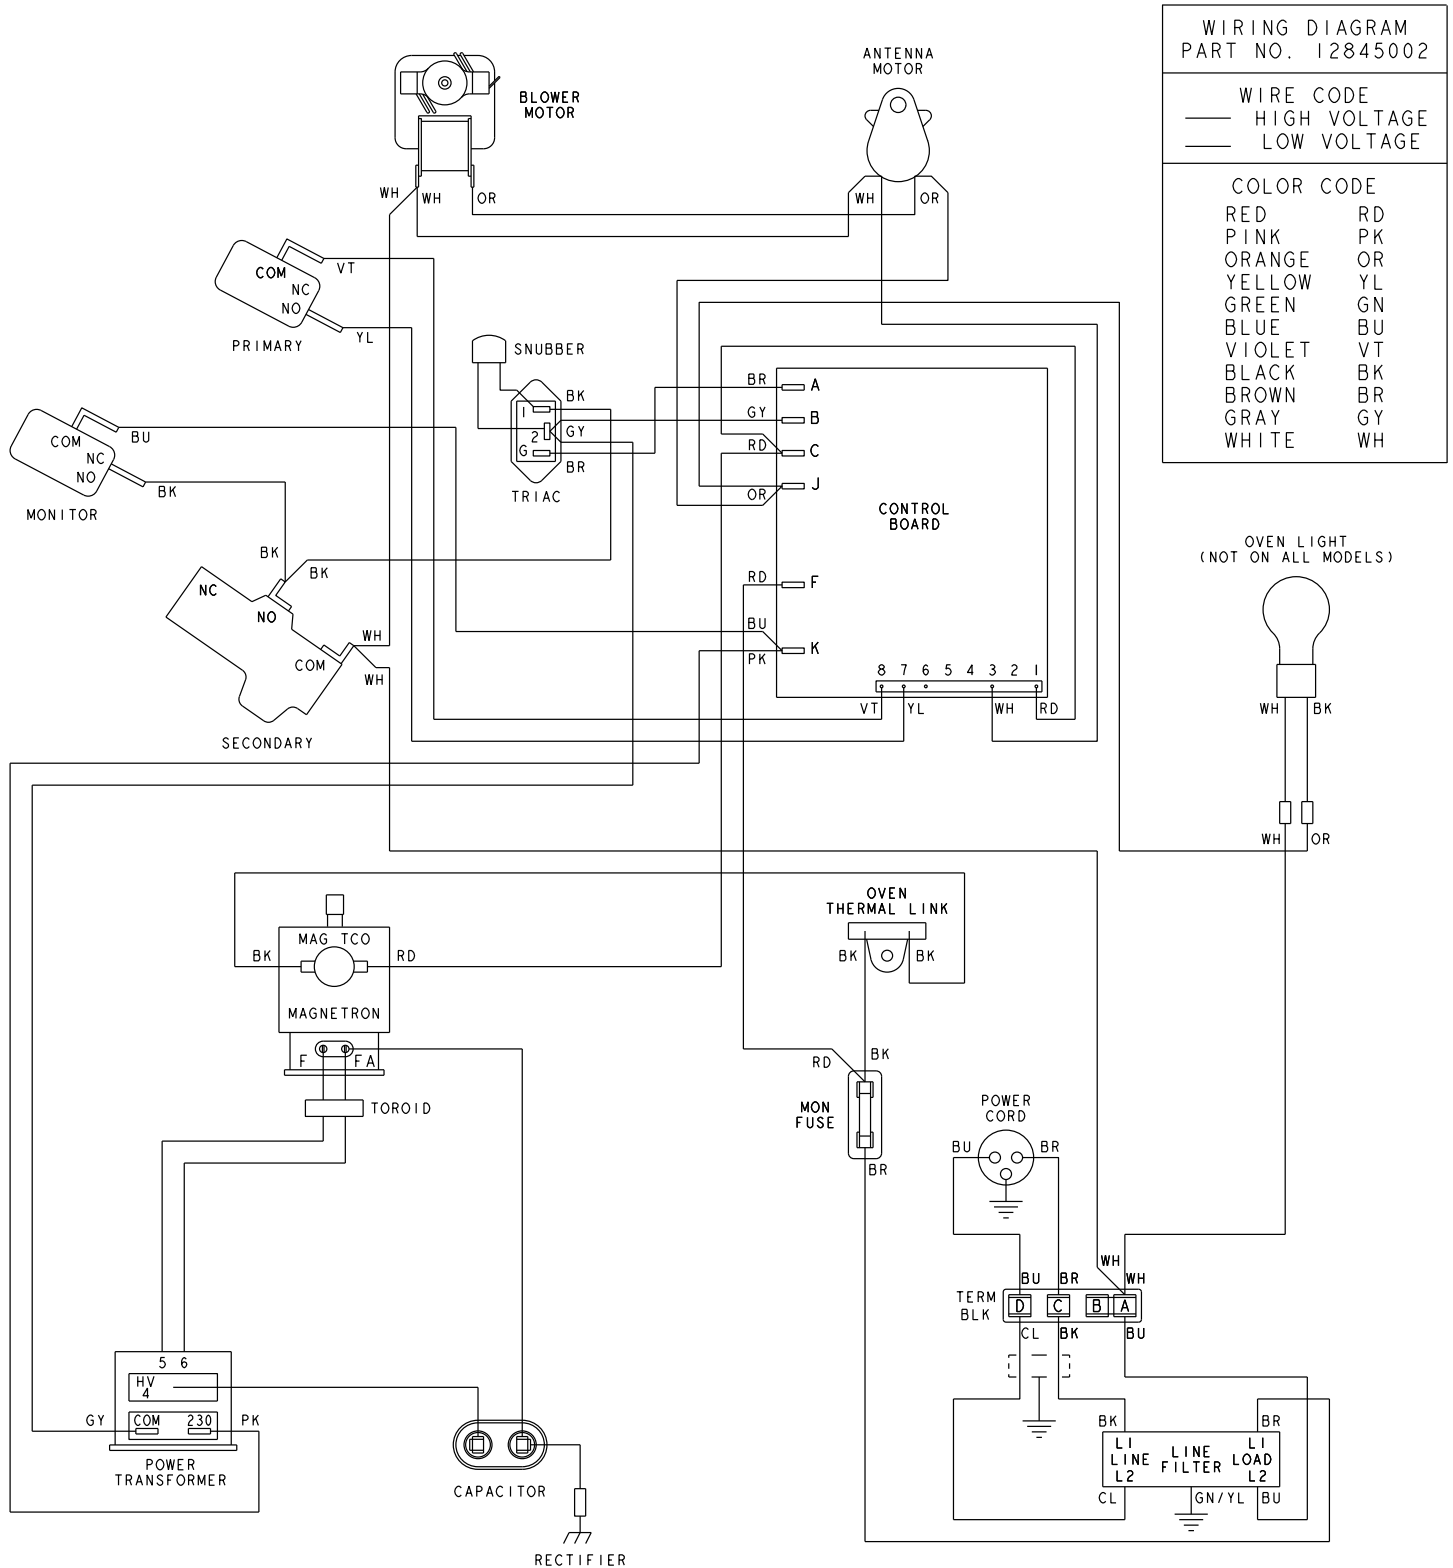 WIRING DIAGRAM
PART NO. 12845002
WIRE CODE
HIGH VOLTAGE
LOW VOLTAGE
COLOR CODE
RED RD
PINK PK
ORANGE OR
YELLOW YL
GREEN GN
BLUE BU
VIOLET VT
BLACK BK
BROWN BR
GRAY GY
WHITE WH
BLOWER
MOTOR
WH WH OR
ANTENNA
MOTOR
WH OR
COM
NC
NO
VT
YL
PRIMARY
SNUBBER
1
2
G
BK
GY
BR
TRIAC
COM
NC
NO
BU
BK
MONITOR
BR A
GY B
RD C
J
OR
CONTROL
BOARD
RD F
BU
K
PK
8 7 6 5 4 3 2 1
VT YL WH RD
BK
BK
NC
NO
COM
WH
WH
SECONDARY
OVEN LIGHT
(NOT ON ALL MODELS)
WH BK
WH OR
MAG TCO
BK RD
MAGNETRON
F FA
TOROID
OVEN
THERMAL LINK
BK BK
RD BK
MON
FUSE
BR
POWER
CORD
BU BR
WH
BU BR WH
TERM
BLK
D C B A
CL BK BU
BK BR
L1 L1
LINE LINE FILTER LOAD
L2 L2
CL GN/YL BU
5 6
HV
4
GY COM 230 PK
POWER
TRANSFORMER
CAPACITOR
RECTIFIER